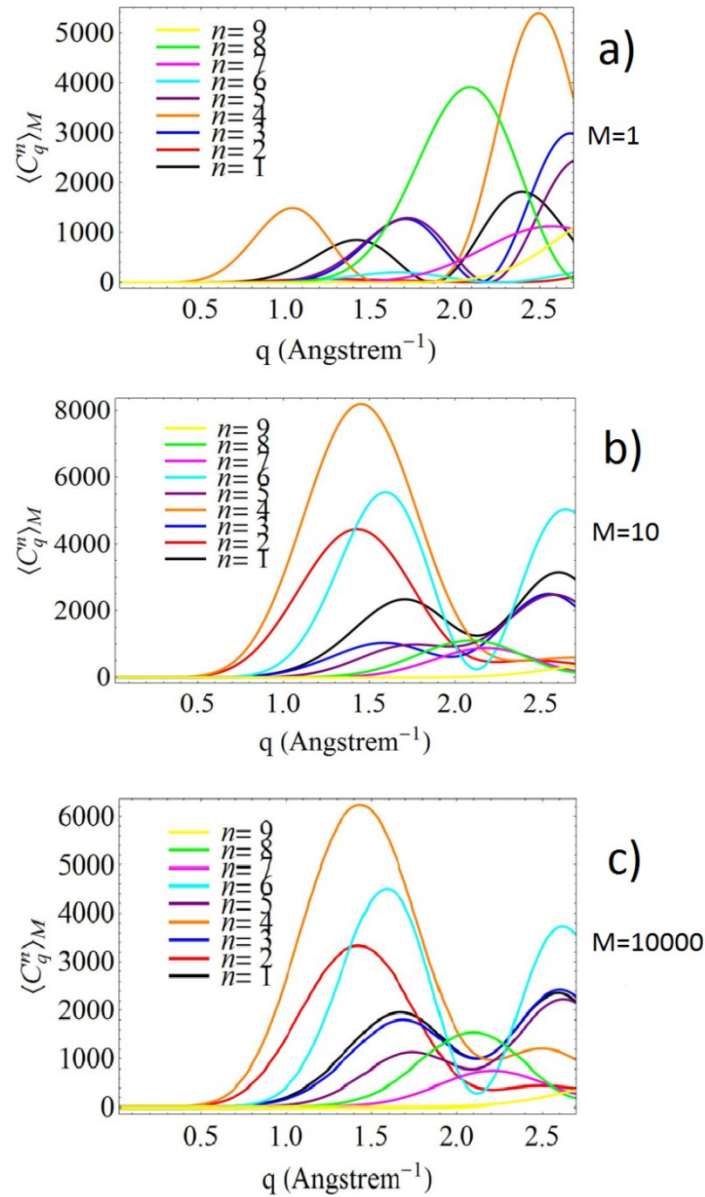 5000
4000
3000
2000
1000
0
⟨C_q^n⟩_M
n= 9
n= 8
n= 7
n= 6
n= 5
n= 4
n= 3
n= 2
n= 1
a)
M=1
0.5 1.0 1.5 2.0 2.5
q (Angstrem⁻¹)
8000
6000
4000
2000
0
⟨C_q^n⟩_M
n= 9
n= 8
n= 7
n= 6
n= 5
n= 4
n= 3
n= 2
n= 1
b)
M=10
0.5 1.0 1.5 2.0 2.5
q (Angstrem⁻¹)
6000
5000
4000
3000
2000
1000
0
⟨C_q^n⟩_M
n= 9
n= 8
n= 7
n= 6
n= 5
n= 4
n= 3
n= 2
n= 1
c)
M=10000
0.5 1.0 1.5 2.0 2.5
q (Angstrem⁻¹)